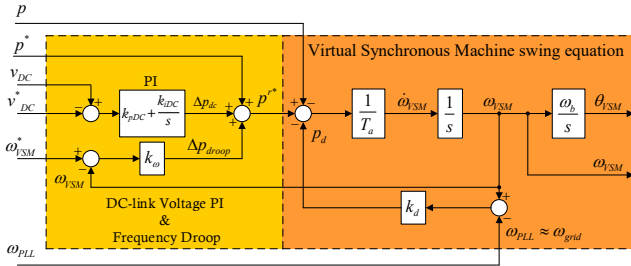 p
p*
Virtual Synchronous Machine swing equation
v_DC
PI
k_pDC + k_iDC/s
Δp_dc
p^r*
v*_DC
1/T_a
ω̇_VSM
1/s
ω_VSM
ω_b/s
θ_VSM
p_d
ω*_VSM
k_ω
Δp_droop
ω_VSM
ω_VSM
DC-link Voltage PI
&
Frequency Droop
k_d
ω_PLL ≈ ω_grid
ω_PLL
+
−
+
+
+
+
−
−
+
−
+
−